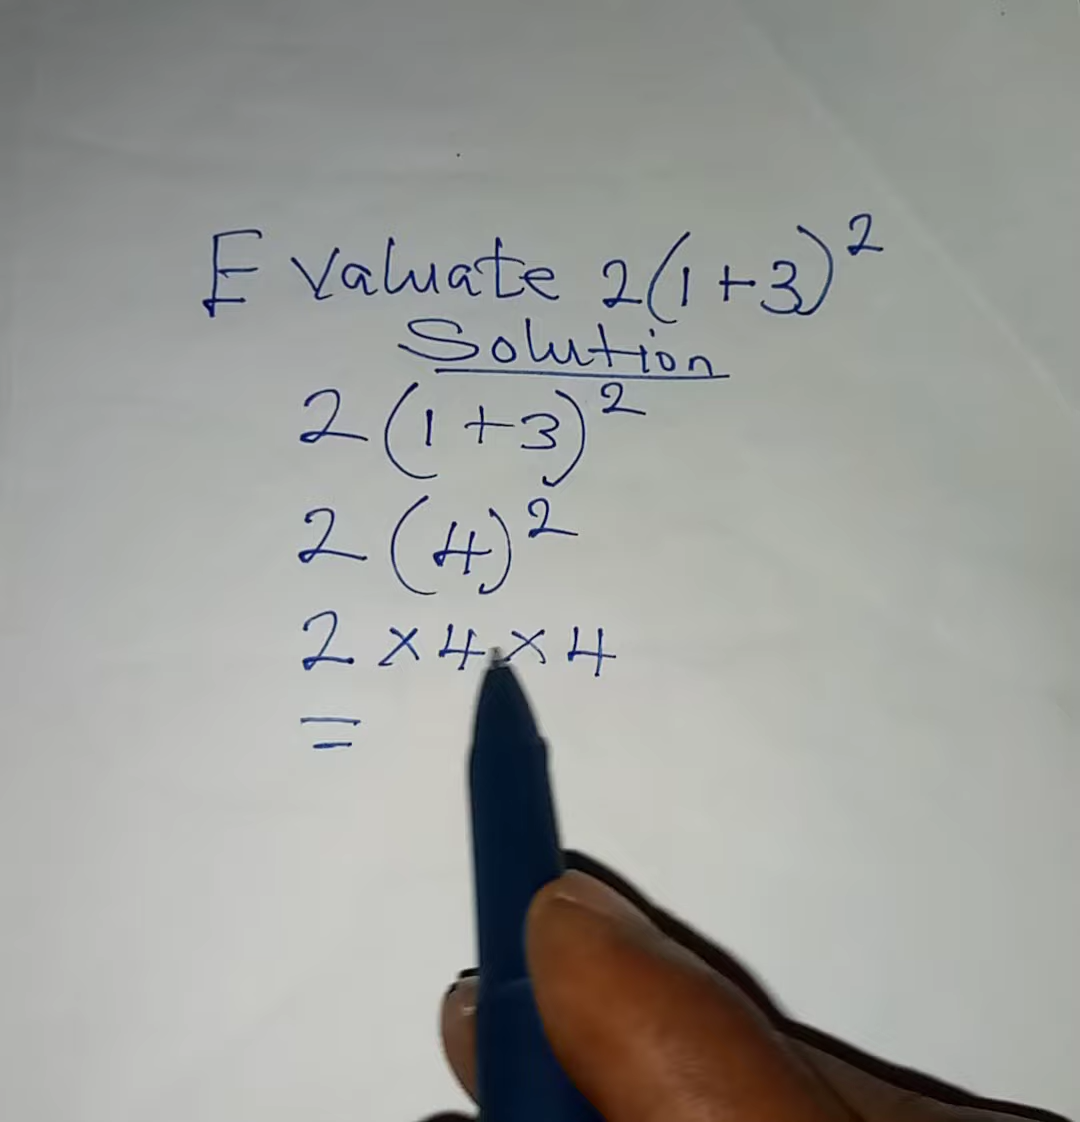 Evaluate 2(1+3)²
Solution
2(1+3)²
2(4)²
2×4×4
=